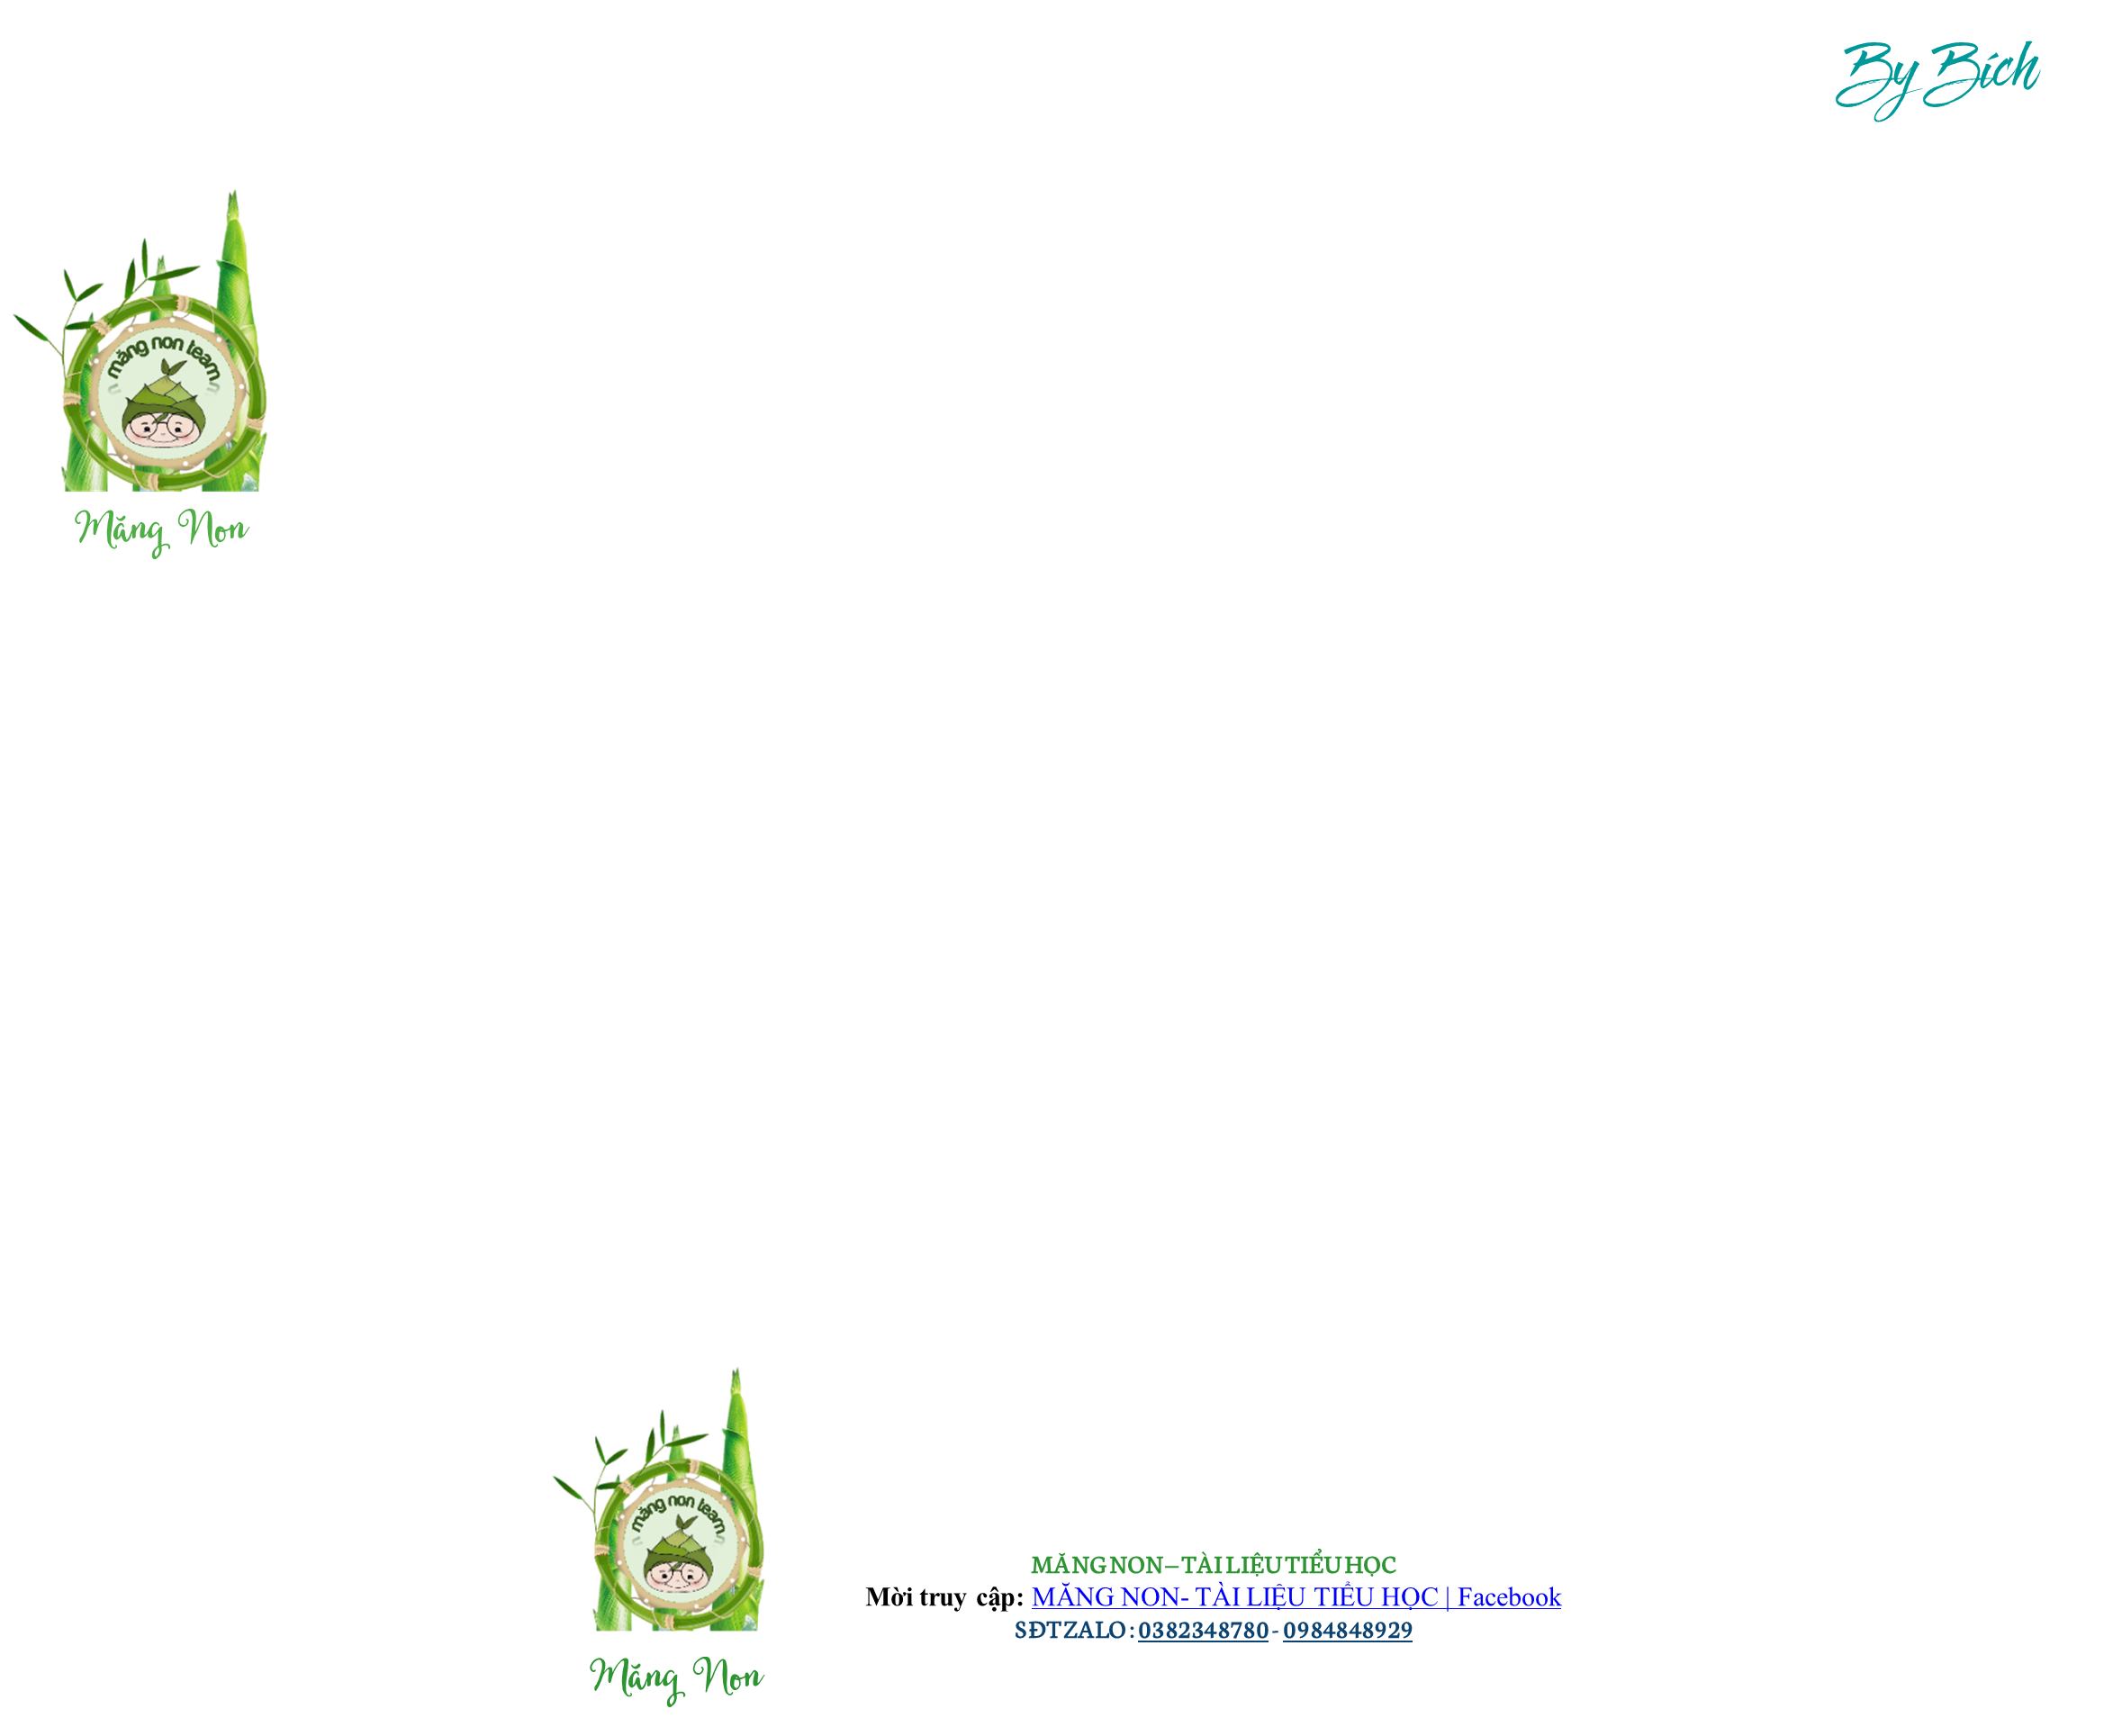 By Bích
măng non team
Măng Non
măng non team
MĂNG NON – TÀI LIỆU TIỂU HỌC
Mời truy cập: MĂNG NON- TÀI LIỆU TIỂU HỌC | Facebook
SĐT ZALO : 0382348780 - 0984848929
Măng Non